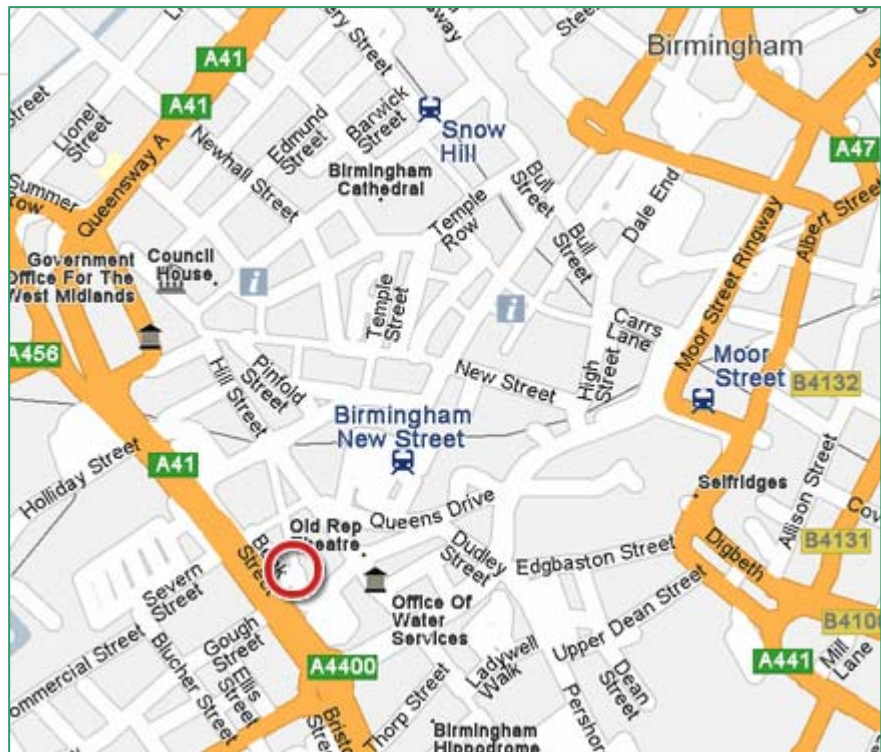 Birmingham
A41
A41
A47
Snow
Hill
Lionel
Street
Edmund
Street
Barwick
Street
Newhall Street
Birmingham
Cathedral
Queensway A
Summer
Row
Street
Bull
Street
Bull
Street
Dale End
Temple
Row
Moor Street Ringway
Albert Street
Government
Office For The
West Midlands
Council
House
Temple
Street
Carrs
Lane
A456
Hill Street
Pinfold
Street
New Street
High
Street
Moor
Street
B4132
Birmingham
New Street
Holliday Street
A41
Selfridges
Allison Street
Queens Drive
Old Rep
Theatre
Dudley
Street
Edgbaston Street
Digbeth
B4131
Street
Severn
Street
Office Of
Water
Services
Upper Dean Street
Gough
Street
Blucher Street
Ellis
Street
A4400
Ladywell
Walk
Dean
Street
A441
Mill
Lane
Thorp Street
Pershor
Birmingham
Hippodrome